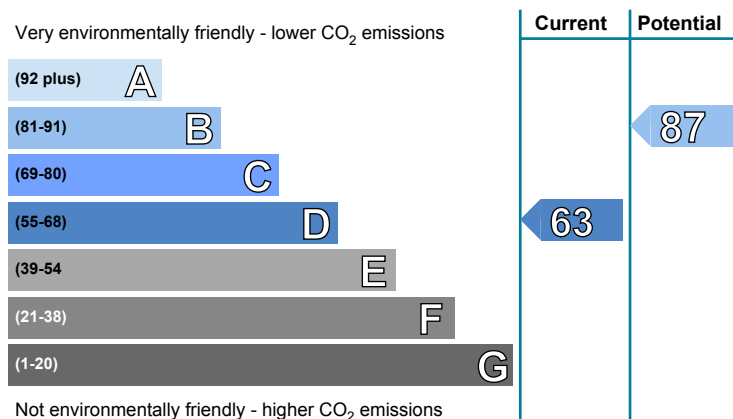 Very environmentally friendly - lower CO₂ emissions
Current
Potential
(92 plus) A
(81-91) B
87
(69-80) C
(55-68) D
63
(39-54 E
(21-38) F
(1-20) G
Not environmentally friendly - higher CO₂ emissions